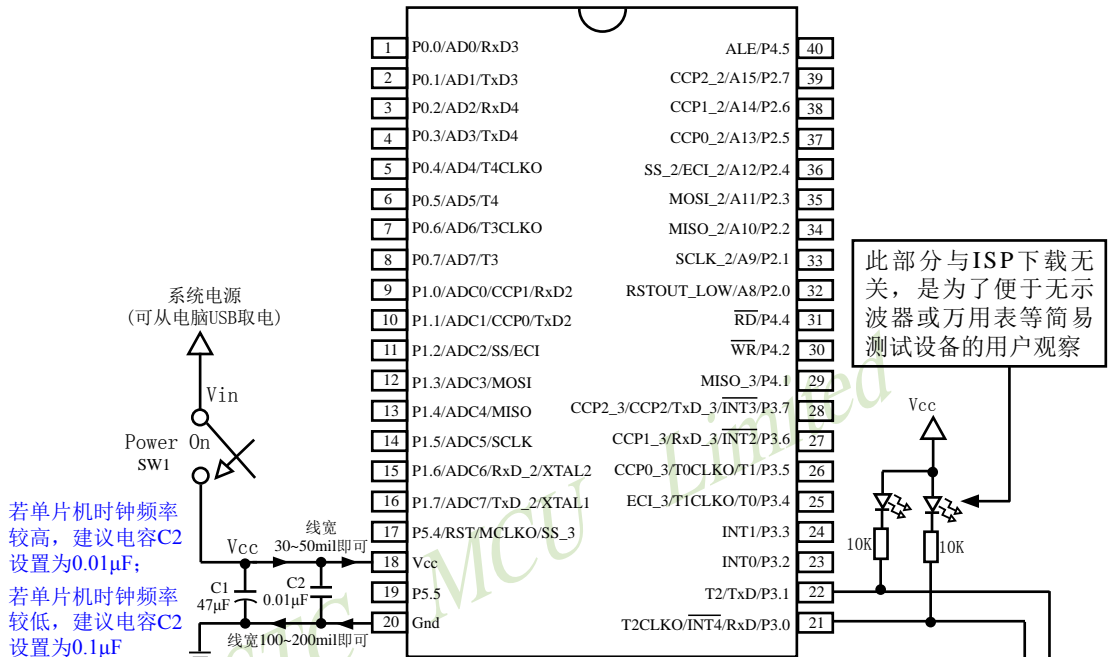 1 P0.0/AD0/RxD3
2 P0.1/AD1/TxD3
3 P0.2/AD2/RxD4
4 P0.3/AD3/TxD4
5 P0.4/AD4/T4CLKO
6 P0.5/AD5/T4
7 P0.6/AD6/T3CLKO
8 P0.7/AD7/T3
9 P1.0/ADC0/CCP1/RxD2
10 P1.1/ADC1/CCP0/TxD2
11 P1.2/ADC2/SS/ECI
12 P1.3/ADC3/MOSI
13 P1.4/ADC4/MISO
14 P1.5/ADC5/SCLK
15 P1.6/ADC6/RxD_2/XTAL2
16 P1.7/ADC7/TxD_2/XTAL1
17 P5.4/RST/MCLKO/SS_3
18 Vcc
19 P5.5
20 Gnd
ALE/P4.5 40
CCP2_2/A15/P2.7 39
CCP1_2/A14/P2.6 38
CCP0_2/A13/P2.5 37
SS_2/ECI_2/A12/P2.4 36
MOSI_2/A11/P2.3 35
MISO_2/A10/P2.2 34
SCLK_2/A9/P2.1 33
RSTOUT_LOW/A8/P2.0 32
RD/P4.4 31
WR/P4.2 30
MISO_3/P4.1 29
CCP2_3/CCP2/TxD_3/INT3/P3.7 28
CCP1_3/RxD_3/INT2/P3.6 27
CCP0_3/T0CLKO/T1/P3.5 26
ECI_3/T1CLKO/T0/P3.4 25
INT1/P3.3 24
INT0/P3.2 23
T2/TxD/P3.1 22
T2CLKO/INT4/RxD/P3.0 21
系统电源
(可从电脑USB取电)
Vin
Power On
SW1
若单片机时钟频率
较高，建议电容C2
设置为0.01μF;
若单片机时钟频率
较低，建议电容C2
设置为0.1μF
Vcc
线宽
30~50mil即可
C1
47μF
C2
0.01μF
线宽100~200mil即可
此部分与ISP下载无
关，是为了便于无示
波器或万用表等简易
测试设备的用户观察
Vcc
10K
10K
STC MCU Limited